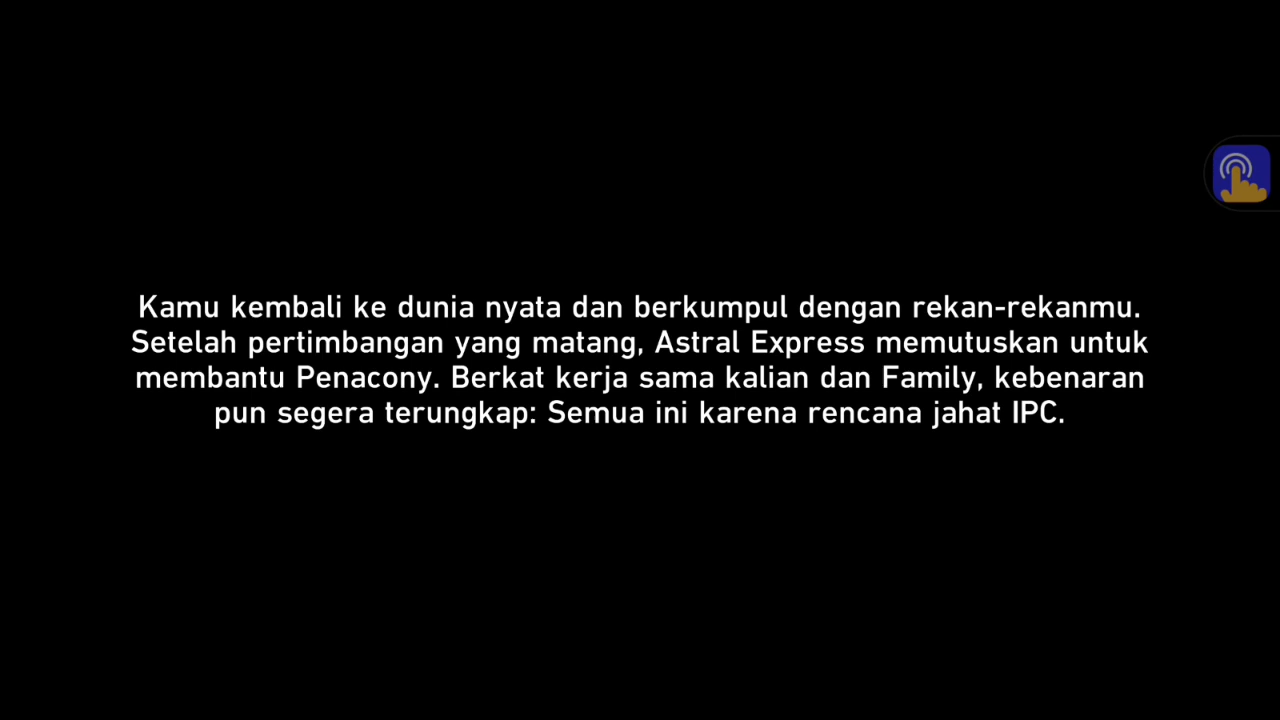 Kamu kembali ke dunia nyata dan berkumpul dengan rekan-rekanmu.
Setelah pertimbangan yang matang, Astral Express memutuskan untuk
membantu Penacony. Berkat kerja sama kalian dan Family, kebenaran
pun segera terungkap: Semua ini karena rencana jahat IPC.